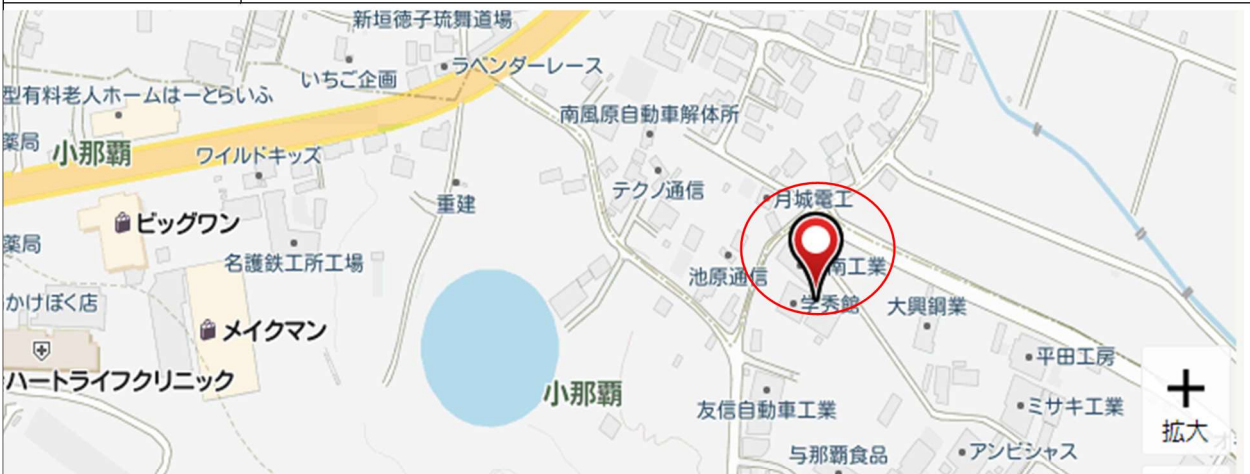 新垣徳子琉舞道場
ラベンダーレース
いちご企画
型有料老人ホームはーとらいふ
南風原自動車解体所
薬局
小那覇
ワイルドキッズ
テクノ通信
重建
月城電工
ビッグワン
薬局
名護鉄工所工場
池原通信
南工業
かけぼく店
学秀館
大興鋼業
メイクマン
平田工房
ハートライフクリニック
小那覇
友信自動車工業
ミサキ工業
拡大
与那覇食品
アンビシャス
オ